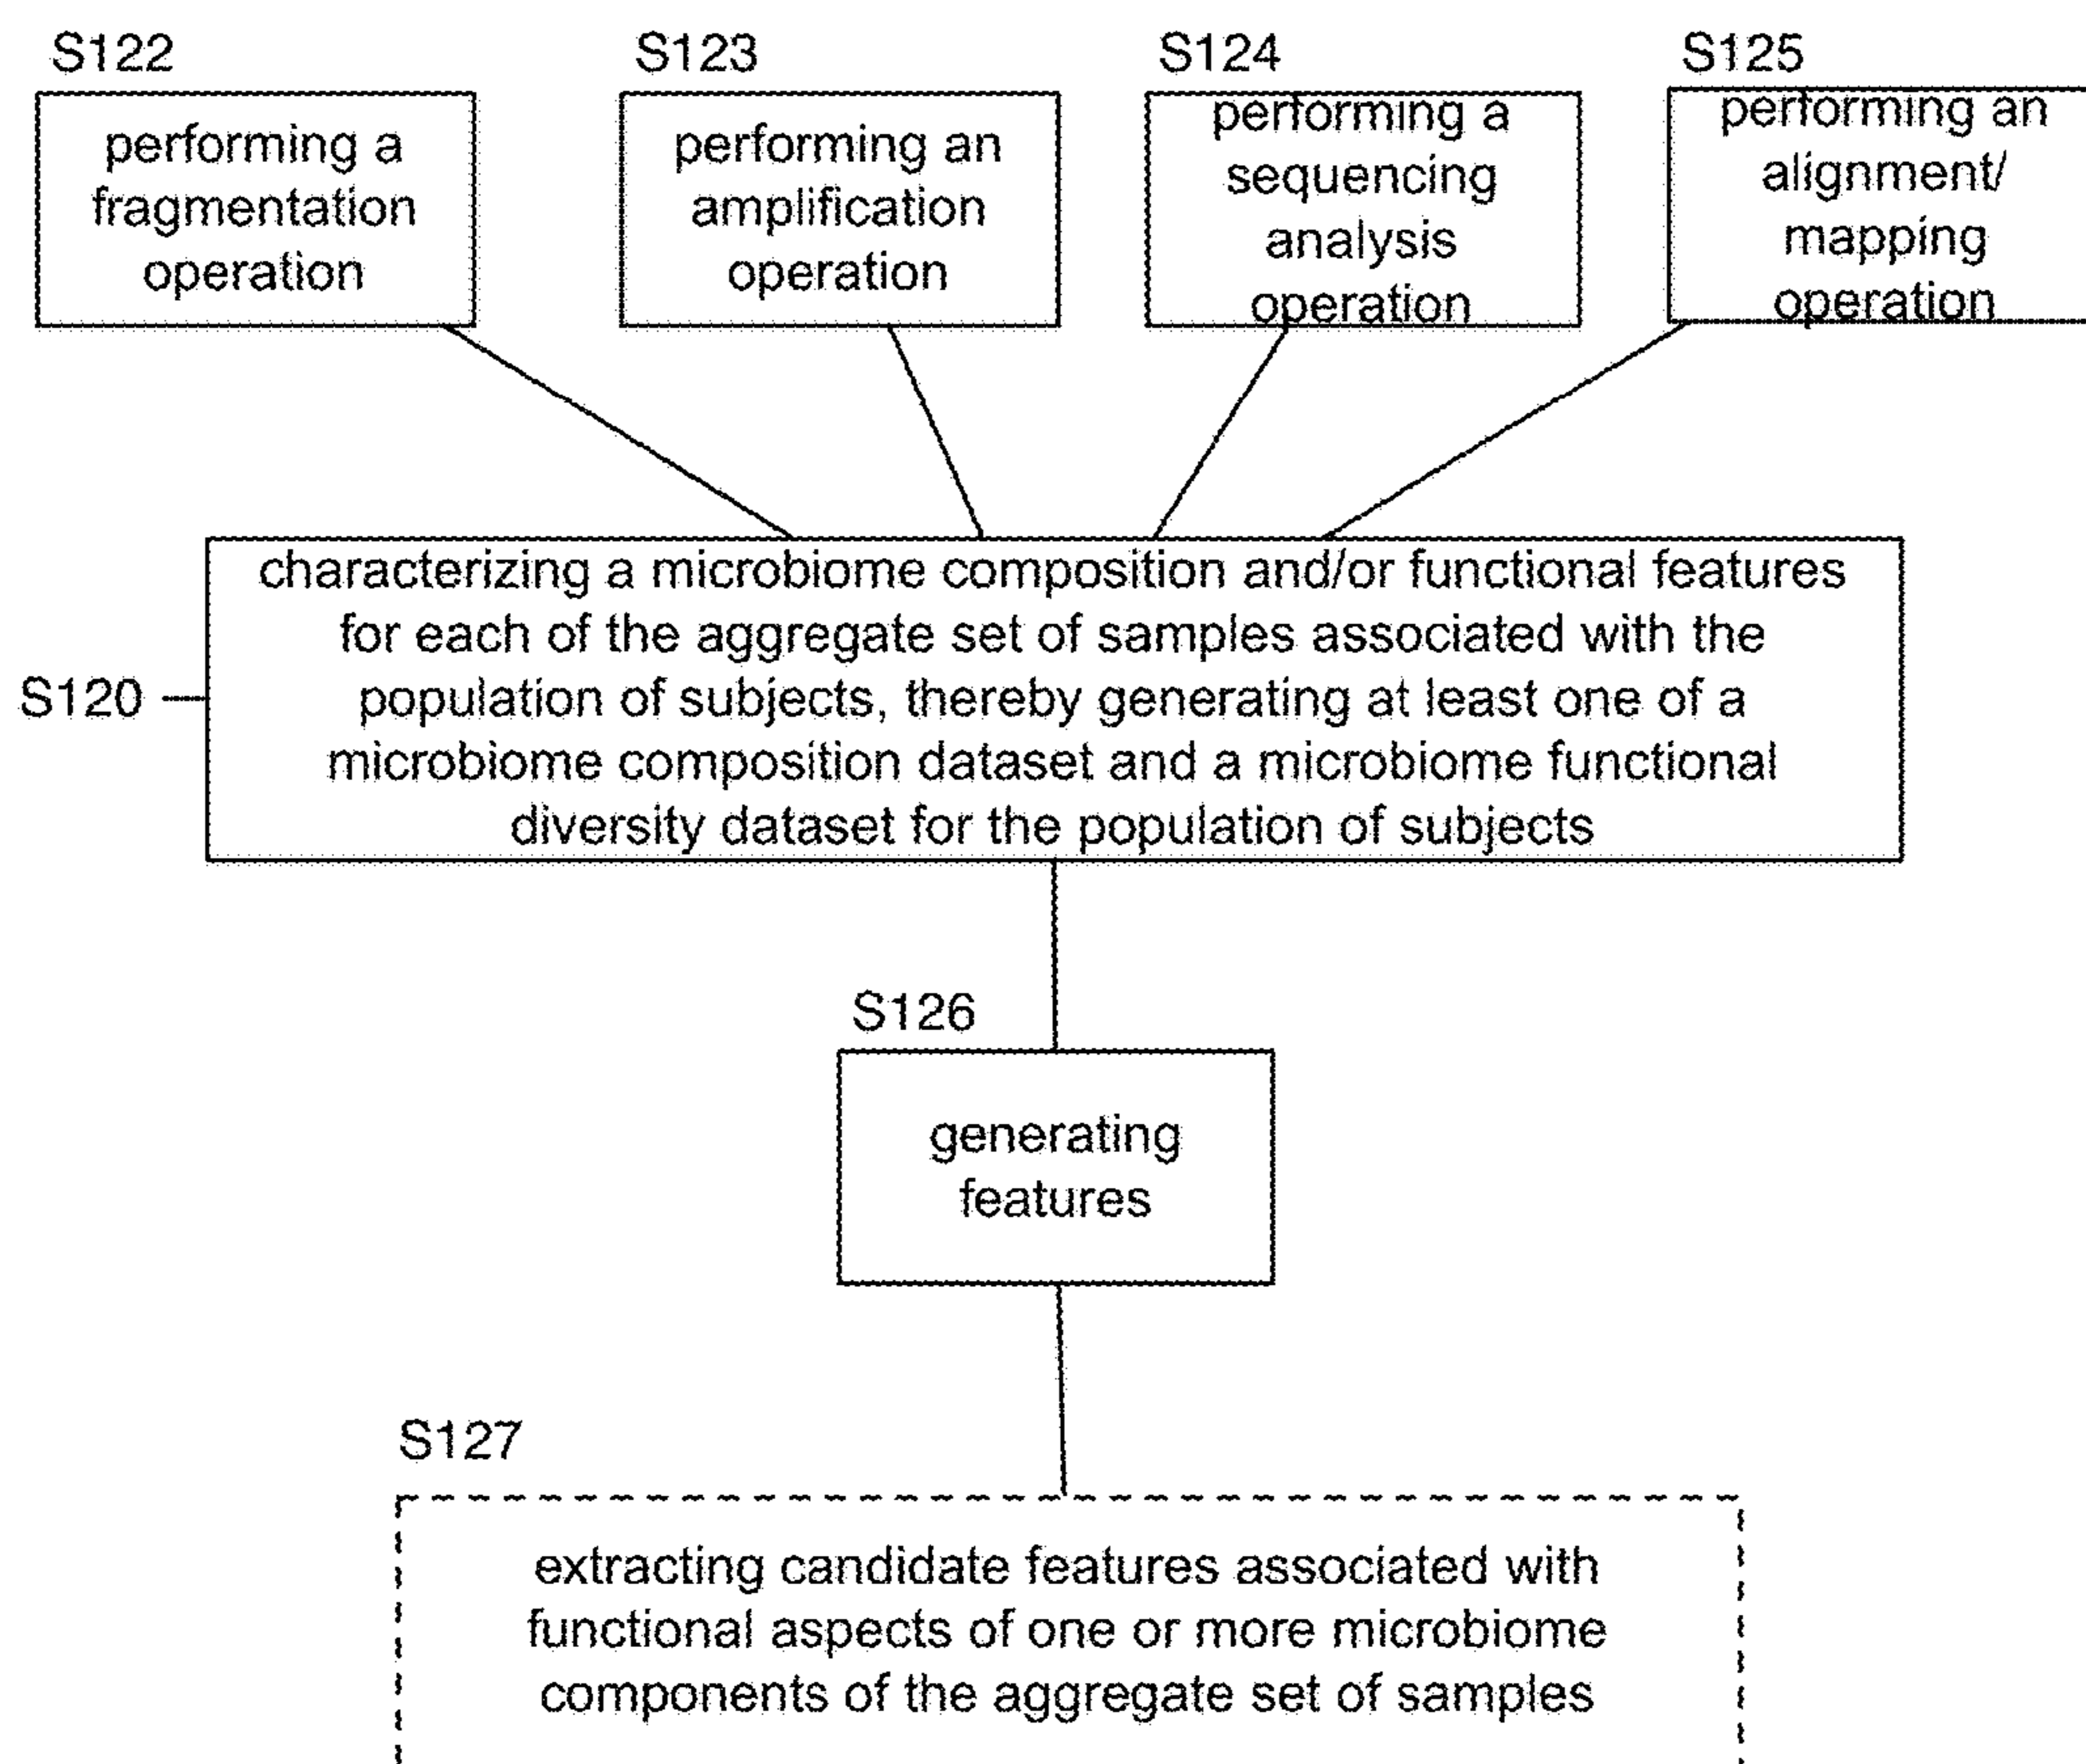 S122
performing a
fragmentation
operation
S123
performing an
amplification
operation
S124
performing a
sequencing
analysis
operation
S125
performing an
alignment/
mapping
operation
S120
characterizing a microbiome composition and/or functional features
for each of the aggregate set of samples associated with the
population of subjects, thereby generating at least one of a
microbiome composition dataset and a microbiome functional
diversity dataset for the population of subjects
S126
generating
features
S127
extracting candidate features associated with
functional aspects of one or more microbiome
components of the aggregate set of samples